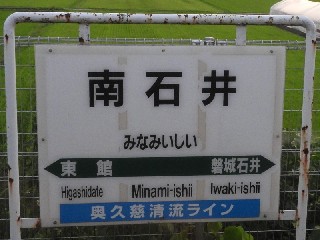 南石井
みなみいしい
東館 磐城石井
Higashidate Minami-ishii Iwaki-ishii
奥久慈清流ライン